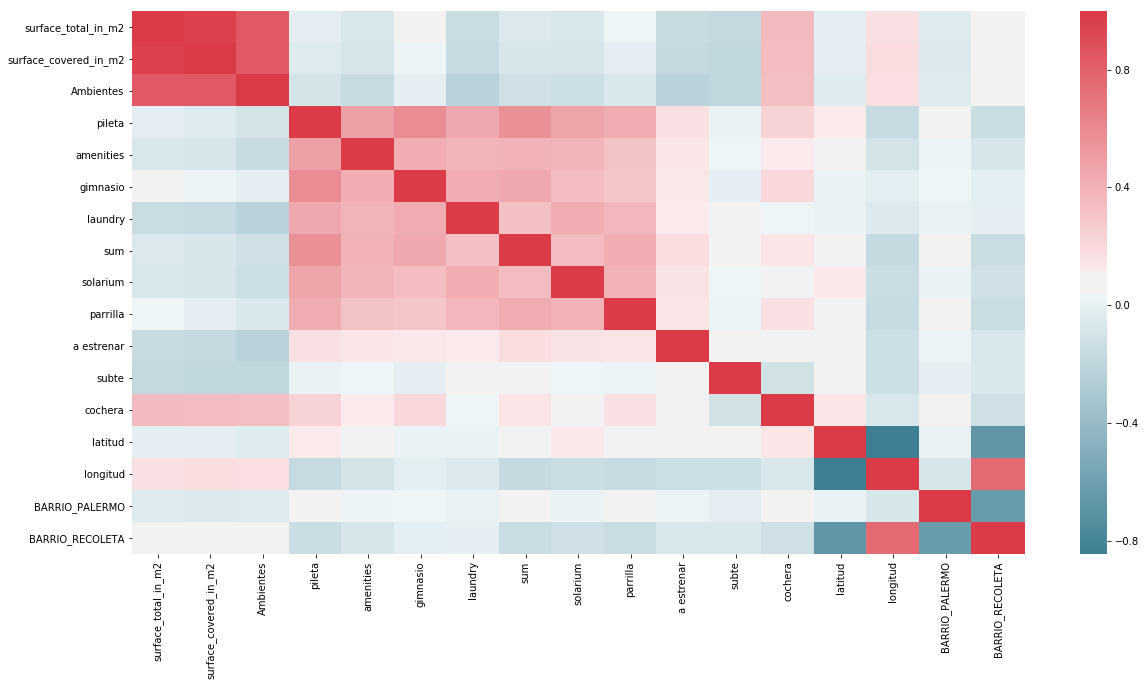 surface_total_in_m2
surface_covered_in_m2
Ambientes
pileta
amenities
gimnasio
laundry
sum
solarium
parrilla
a estrenar
subte
cochera
latitud
longitud
BARRIO_PALERMO
BARRIO_RECOLETA
surface_total_in_m2
surface_covered_in_m2
Ambientes
pileta
amenities
gimnasio
laundry
sum
solarium
parrilla
a estrenar
subte
cochera
latitud
longitud
BARRIO_PALERMO
BARRIO_RECOLETA
0.8
0.4
0.0
−0.4
−0.8